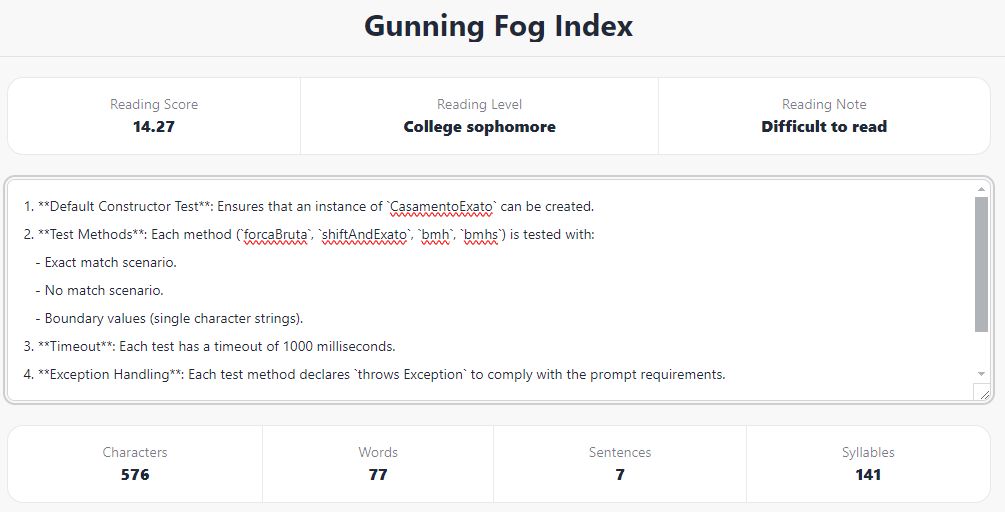 Gunning Fog Index
Reading Score
14.27
Reading Level
College sophomore
Reading Note
Difficult to read
1. **Default Constructor Test**: Ensures that an instance of `CasamentoExato` can be created.
2. **Test Methods**: Each method (`forcaBruta`, `shiftAndExato`, `bmh`, `bmhs`) is tested with:
- Exact match scenario.
- No match scenario.
- Boundary values (single character strings).
3. **Timeout**: Each test has a timeout of 1000 milliseconds.
4. **Exception Handling**: Each test method declares `throws Exception` to comply with the prompt requirements.
Characters
576
Words
77
Sentences
7
Syllables
141